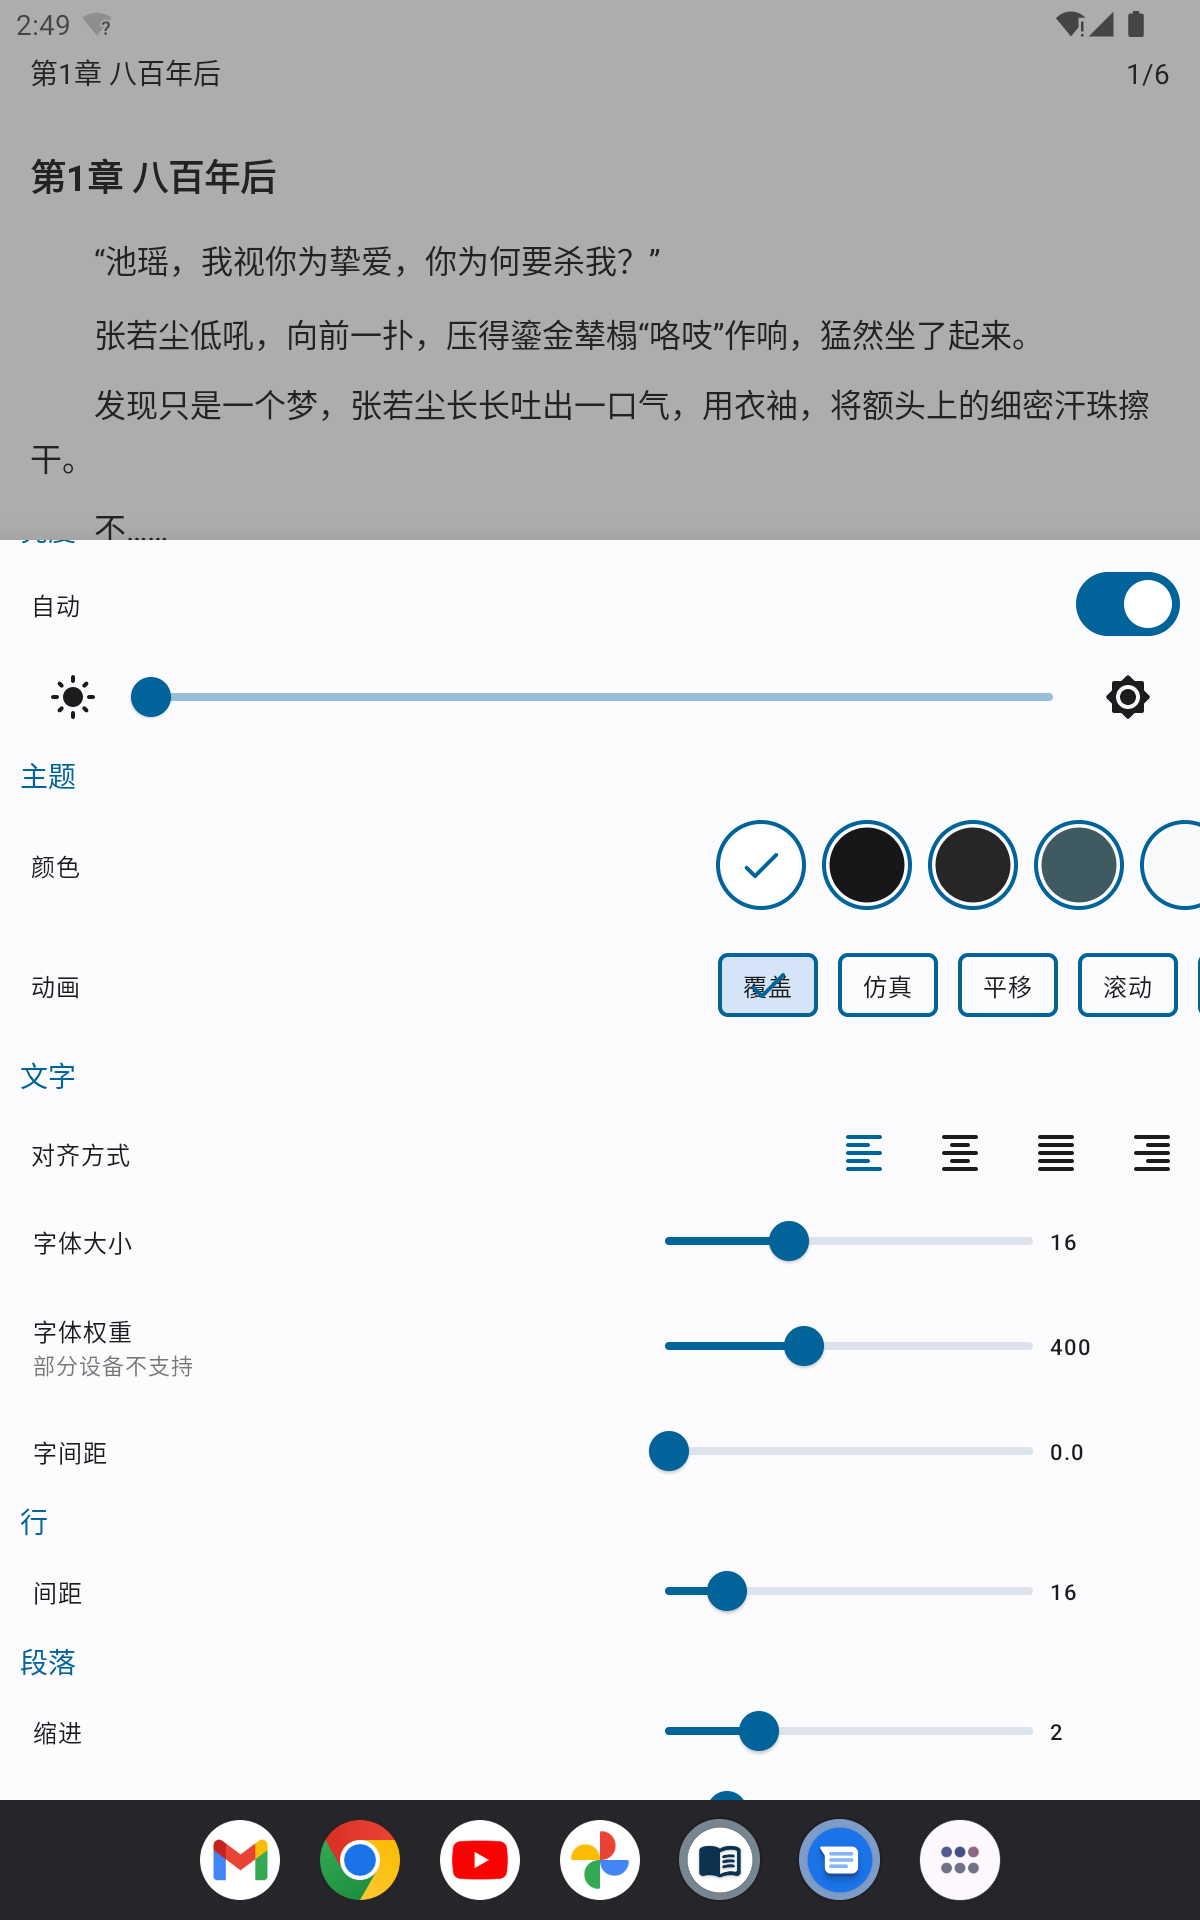 2:49
第1章 八百年后
1/6
第1章 八百年后
“池瑶，我视你为挚爱，你为何要杀我？”
张若尘低吼，向前一扑，压得鎏金辇榻“咯吱”作响，猛然坐了起来。
发现只是一个梦，张若尘长长吐出一口气，用衣袖，将额头上的细密汗珠擦
干。
不……
自动
主题
颜色
动画
覆盖
仿真
平移
滚动
文字
对齐方式
字体大小
16
字体权重
400
部分设备不支持
字间距
0.0
行
间距
16
段落
缩进
2